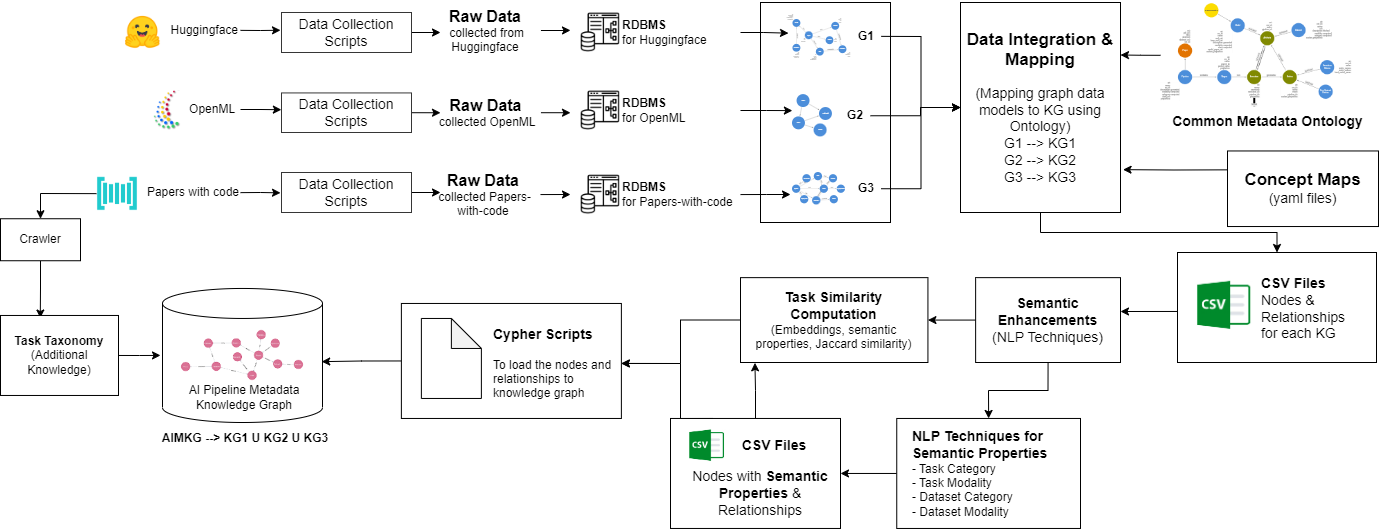 Huggingface
Data Collection
Scripts
Raw Data
collected from
Huggingface
RDBMS
for Huggingface
G1
Data Integration &
Mapping
(Mapping graph data
models to KG using
Ontology)
G1 --> KG1
G2 --> KG2
G3 --> KG3
Common Metadata Ontology
OpenML
Data Collection
Scripts
Raw Data
collected OpenML
RDBMS
for OpenML
G2
Papers with code
Data Collection
Scripts
Raw Data
collected Papers-
with-code
RDBMS
for Papers-with-code
G3
Concept Maps
(yaml files)
Crawler
Task Taxonomy
(Additional
Knowledge)
AI Pipeline Metadata
Knowledge Graph
AIMKG --> KG1 U KG2 U KG3
Cypher Scripts
To load the nodes and
relationships to
knowledge graph
Task Similarity
Computation
(Embeddings, semantic
properties, Jaccard similarity)
Semantic
Enhancements
(NLP Techniques)
CSV
CSV Files
Nodes &
Relationships
for each KG
CSV
CSV Files
Nodes with Semantic
Properties &
Relationships
NLP Techniques for
Semantic Properties
- Task Category
- Task Modality
- Dataset Category
- Dataset Modality